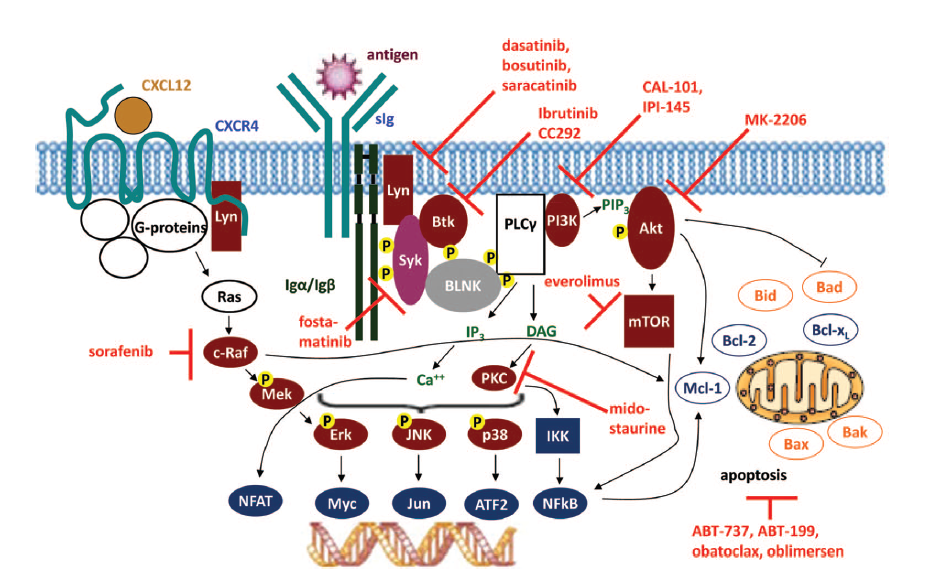 dasatinib,
bosutinib,
saracatinib
antigen
CXCL12
CXCR4
sIg
Ibrutinib
CC292
CAL-101,
IPI-145
MK-2206
Lyn
Lyn
G-proteins
Btk
PLCγ
PI3K
PIP3
Akt
P
Syk
P
P
P
P
P
BLNK
Igα/Igβ
Ras
everolimus
mTOR
Bid
Bad
fosta-
matinib
IP3
DAG
Bcl-2
Bcl-xL
sorafenib
c-Raf
Ca++
PKC
Mcl-1
P
Mek
mido-
staurine
P
Erk
P
JNK
P
p38
IKK
Bax
Bak
apoptosis
NFAT
Myc
Jun
ATF2
NFkB
ABT-737, ABT-199,
obatoclax, oblimersen